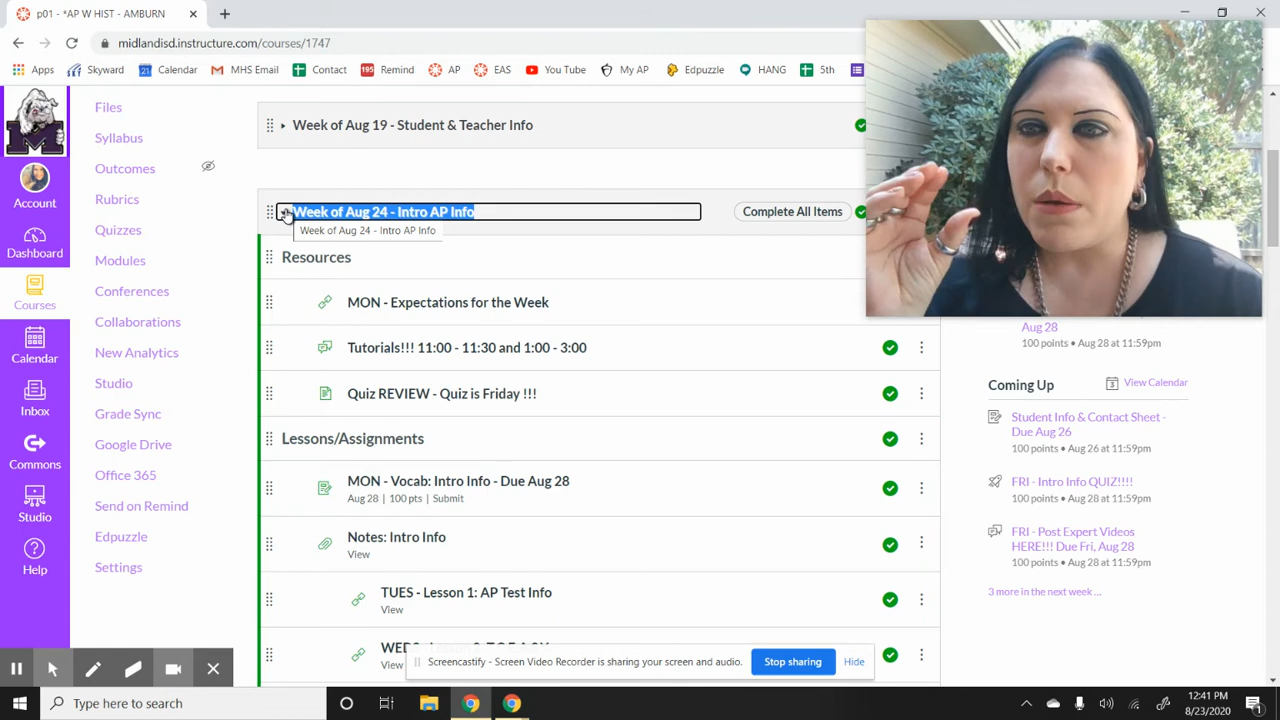 p01 - *AP W HIST - AMBURN
midlandisd.instructure.com/courses/1747
Apps
Skyward
Calendar
MHS Email
Contact
Remind
AP
EAS
You Tube
My AP
Edpuzzle
HANG
5th
Account
Dashboard
Courses
Calendar
Inbox
Commons
Studio
Help
Files
Syllabus
Outcomes
Rubrics
Quizzes
Modules
Conferences
Collaborations
New Analytics
Studio
Grade Sync
Google Drive
Office 365
Send on Remind
Edpuzzle
Settings
Week of Aug 19 - Student & Teacher Info
Week of Aug 24 - Intro AP Info
Complete All Items
Week of Aug 24 - Intro AP Info
Resources
MON - Expectations for the Week
Tutorials!!! 11:00 - 11:30 and 1:00 - 3:00
Quiz REVIEW - Quiz is Friday !!!
Lessons/Assignments
MON - Vocab: Intro Info - Due Aug 28
Aug 28 | 100 pts | Submit
Notes: Intro Info
View
TUES - Lesson 1: AP Test Info
View
View
Aug 28
100 points • Aug 28 at 11:59pm
Coming Up
View Calendar
Student Info & Contact Sheet -
Due Aug 26
100 points • Aug 26 at 11:59pm
FRI - Intro Info QUIZ!!!!
100 points • Aug 28 at 11:59pm
FRI - Post Expert Videos
HERE!!! Due Fri, Aug 28
100 points • Aug 28 at 11:59pm
3 more in the next week ...
Screencastify - Screen Video Recorder is sharing your screen and audio.
Stop sharing
Hide
Type here to search
12:41 PM
8/23/2020